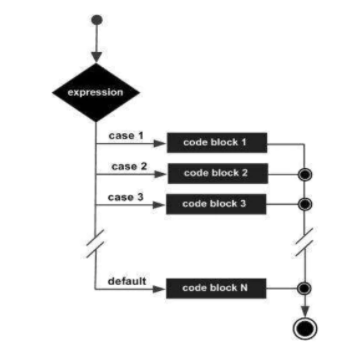 expression
case 1
code block 1
case 2
code block 2
case 3
code block 3
default
code block N